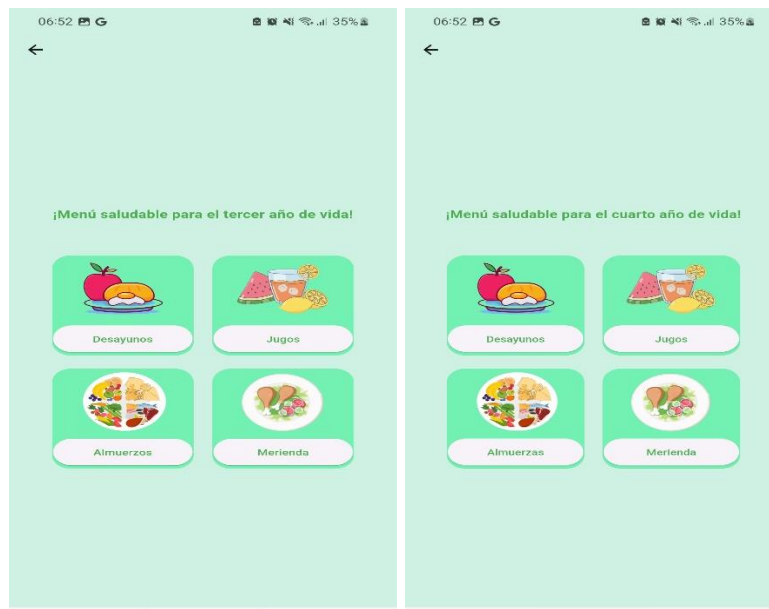 06:52 G 35%
¡Menú saludable para el tercer año de vida!
Desayunos
Jugos
Almuerzos
Merienda
06:52 G 35%
¡Menú saludable para el cuarto año de vida!
Desayunos
Jugos
Almuerzas
Merienda